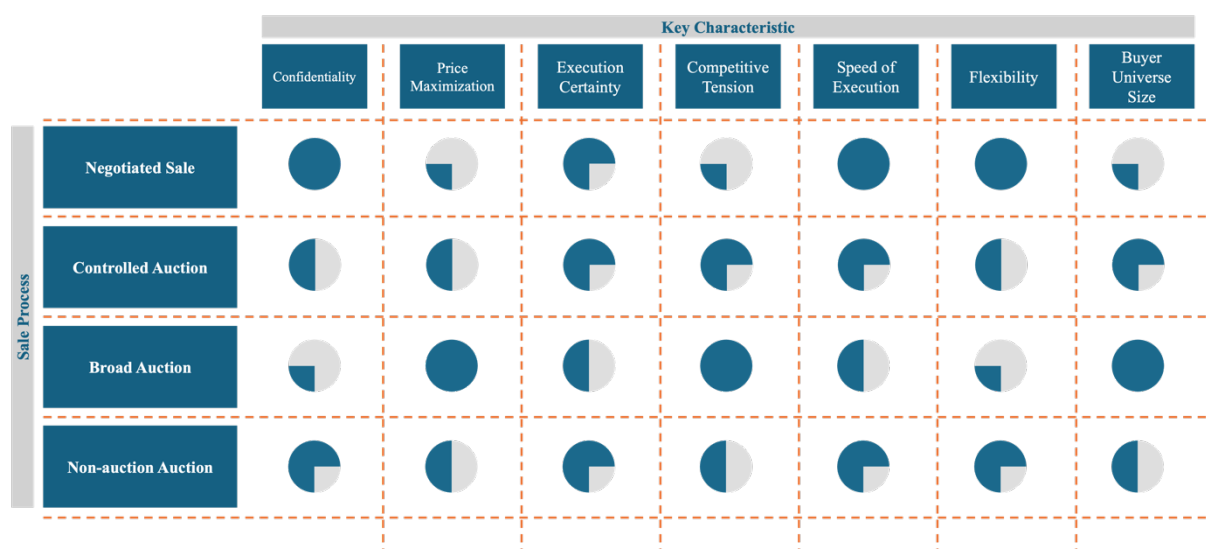 Key Characteristic
Confidentiality
Price
Maximization
Execution
Certainty
Competitive
Tension
Speed of
Execution
Flexibility
Buyer
Universe
Size
Sale Process
Negotiated Sale
Controlled Auction
Broad Auction
Non-auction Auction